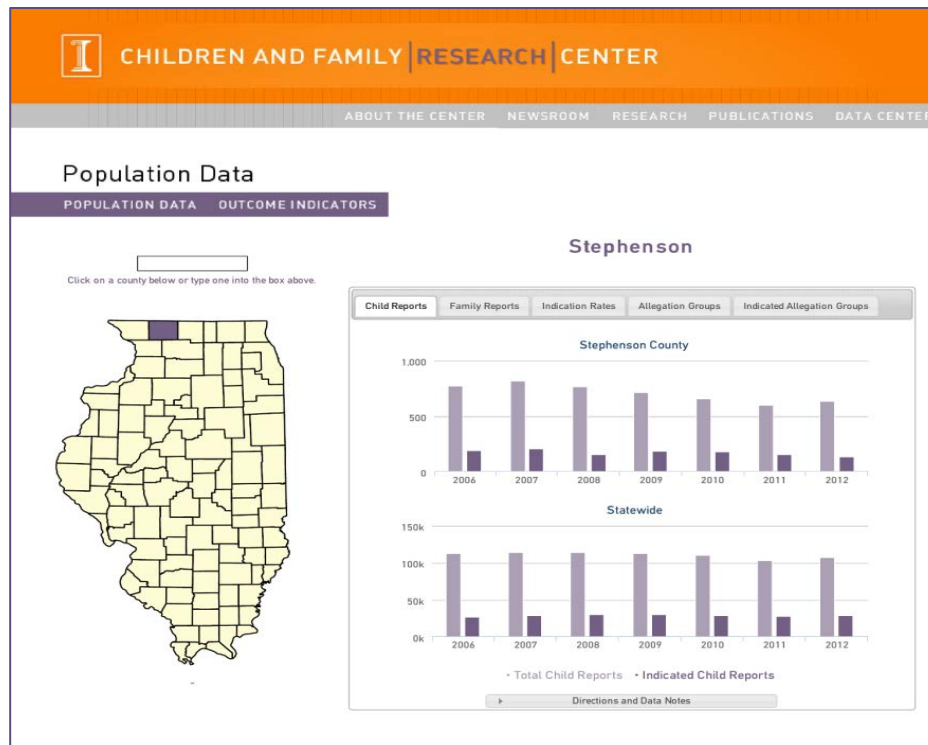 I CHILDREN AND FAMILY|RESEARCH|CENTER
ABOUT THE CENTER NEWSROOM RESEARCH PUBLICATIONS DATA CENTER
Population Data
POPULATION DATA OUTCOME INDICATORS
Click on a county below or type one into the box above.
Stephenson
Child Reports Family Reports Indication Rates Allegation Groups Indicated Allegation Groups
Stephenson County
1,000
500
0
2006 2007 2008 2009 2010 2011 2012
Statewide
150k
100k
50k
0k
2006 2007 2008 2009 2010 2011 2012
• Total Child Reports • Indicated Child Reports
Directions and Data Notes